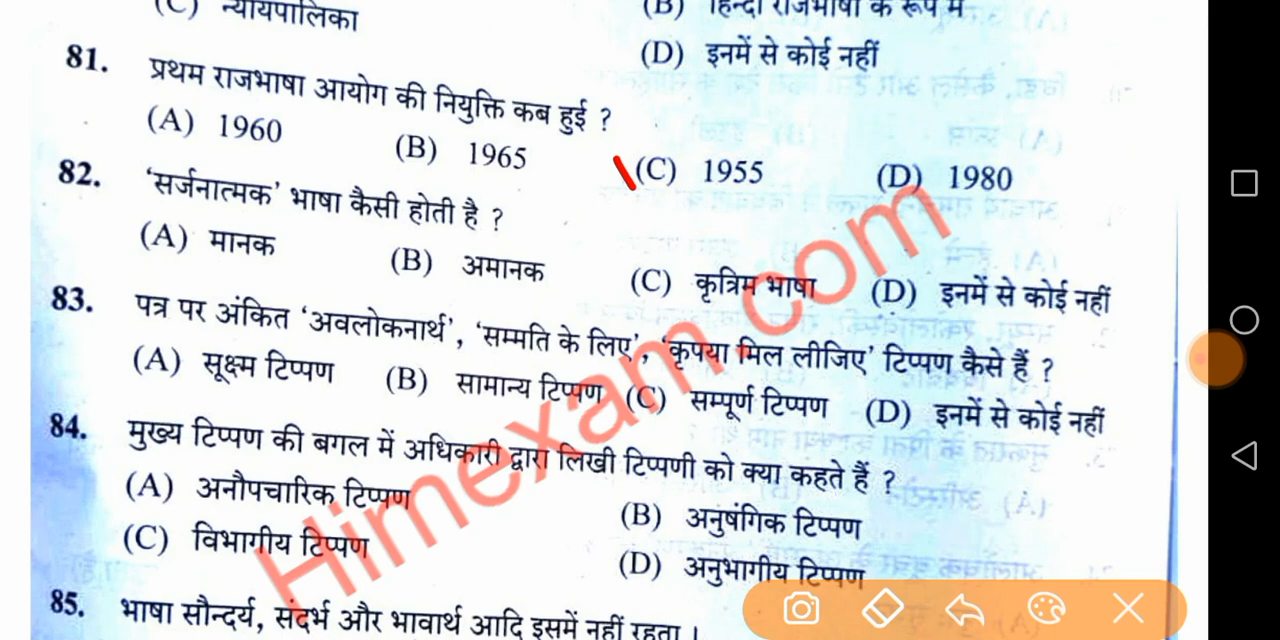 (C) न्यायपालिका
(B) हिन्दी राजभाषा के रूप में
(D) इनमें से कोई नहीं
81. प्रथम राजभाषा आयोग की नियुक्ति कब हुई ?
(A) 1960 (B) 1965 (C) 1955 (D) 1980
82. ‘सर्जनात्मक’ भाषा कैसी होती है ?
(A) मानक (B) अमानक (C) कृत्रिम भाषा (D) इनमें से कोई नहीं
83. पत्र पर अंकित ‘अवलोकनार्थ’, ‘सम्मति के लिए’, ‘कृपया मिल लीजिए’ टिप्पण कैसे हैं ?
(A) सूक्ष्म टिप्पण (B) सामान्य टिप्पण (C) सम्पूर्ण टिप्पण (D) इनमें से कोई नहीं
84. मुख्य टिप्पण की बगल में अधिकारी द्वारा लिखी टिप्पणी को क्या कहते हैं ?
(A) अनौपचारिक टिप्पण
(B) अनुषंगिक टिप्पण
(C) विभागीय टिप्पण
(D) अनुभागीय टिप्पण
85. भाषा सौन्दर्य, संदर्भ और भावार्थ आदि इसमें नहीं रहता ।
Himexam.com